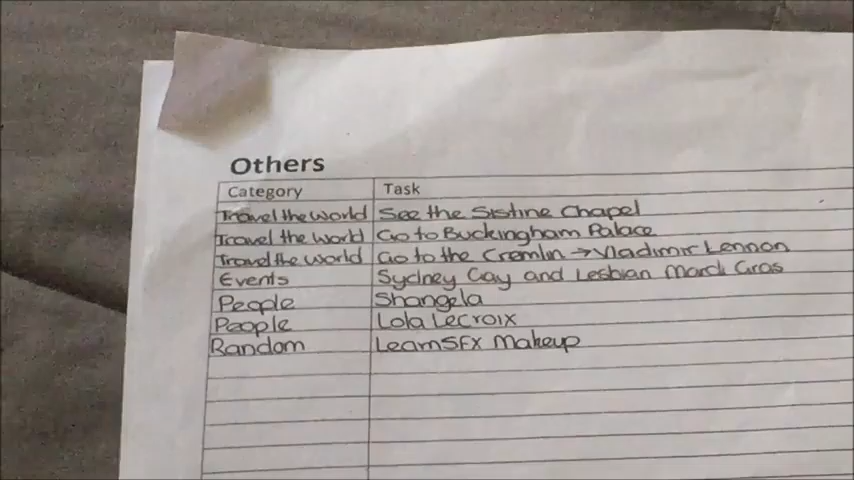 Others
Category Task
Travel the World See the Sistine Chapel
Travel the World Go to Buckingham Palace
Travel the World Go to the Cremlin →Vladimir Lennon
Events Sydney Gay and Lesbian Mardi Gras
People Shangela
People Lola Lecroix
Random Learn SFX Makeup